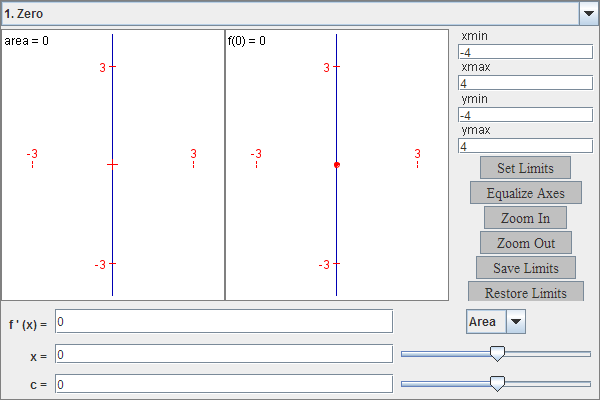 1. Zero
area = 0
3
-3
3
-3
f(0) = 0
3
-3
3
-3
xmin
-4
xmax
4
ymin
-4
ymax
4
Set Limits
Equalize Axes
Zoom In
Zoom Out
Save Limits
Restore Limits
f ' (x) = 0
Area
x = 0
c = 0